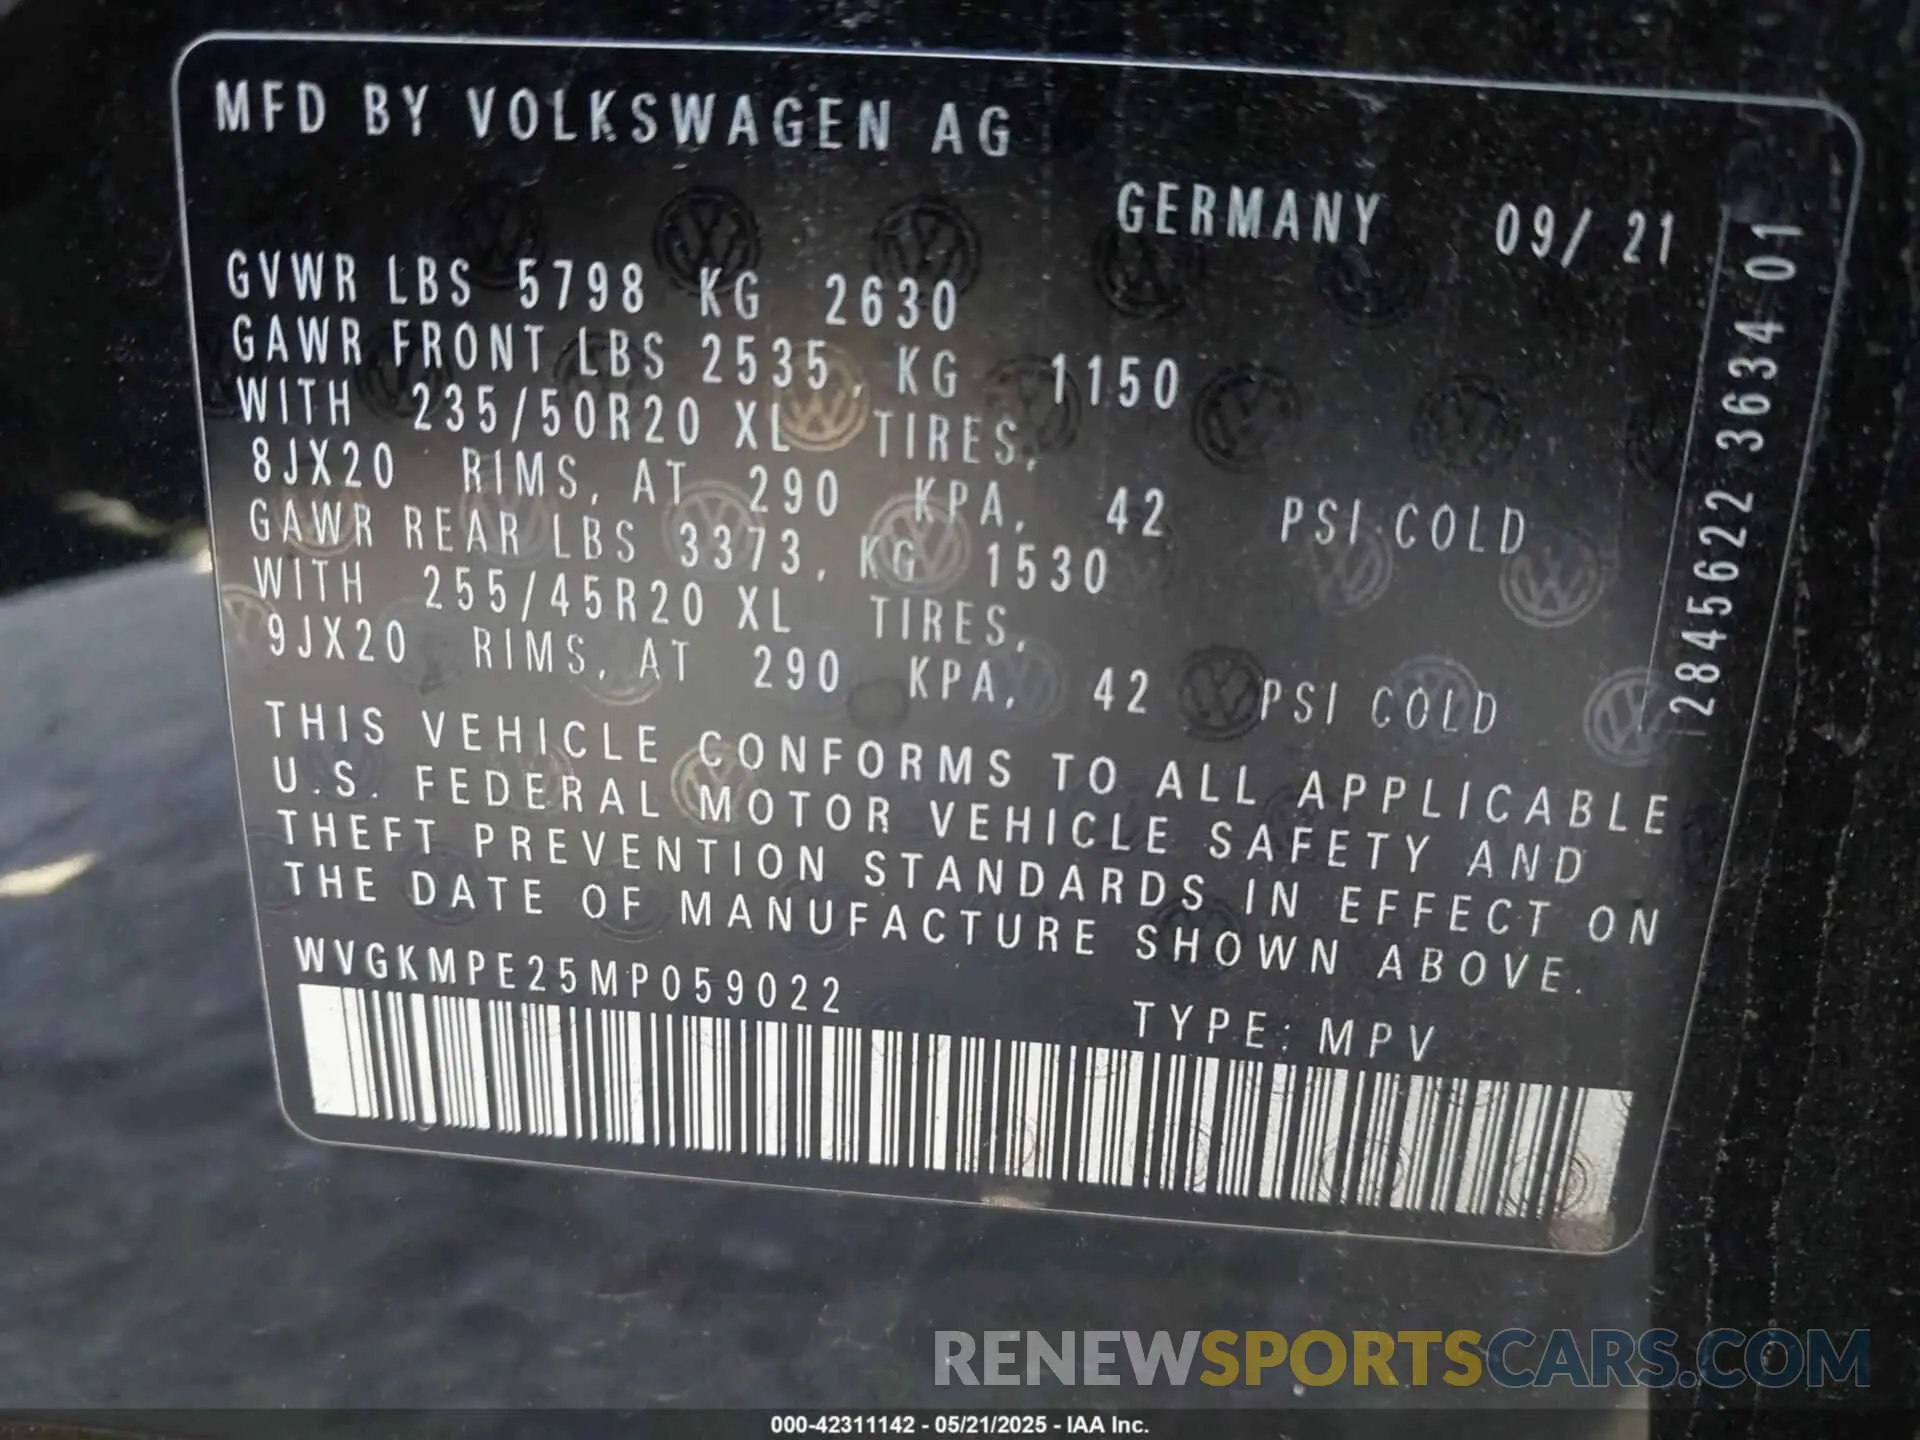 MFD BY VOLKSWAGEN AG
GERMANY 09/ 21
GVWR LBS 5798 KG 2630
GAWR FRONT LBS 2535, KG 1150
WITH 235/50R20 XL TIRES,
8JX20 RIMS, AT 290 KPA, 42 PSI COLD
GAWR REAR LBS 3373, KG 1530
WITH 255/45R20 XL TIRES,
9JX20 RIMS, AT 290 KPA, 42 PSI COLD
THIS VEHICLE CONFORMS TO ALL APPLICABLE
U.S. FEDERAL MOTOR VEHICLE SAFETY AND
THEFT PREVENTION STANDARDS IN EFFECT ON
THE DATE OF MANUFACTURE SHOWN ABOVE.
WVGKMPE25MP059022
TYPE: MPV
2845622 3634 01
RENEWSPORTSCARS.COM
000-42311142 - 05/21/2025 - IAA Inc.